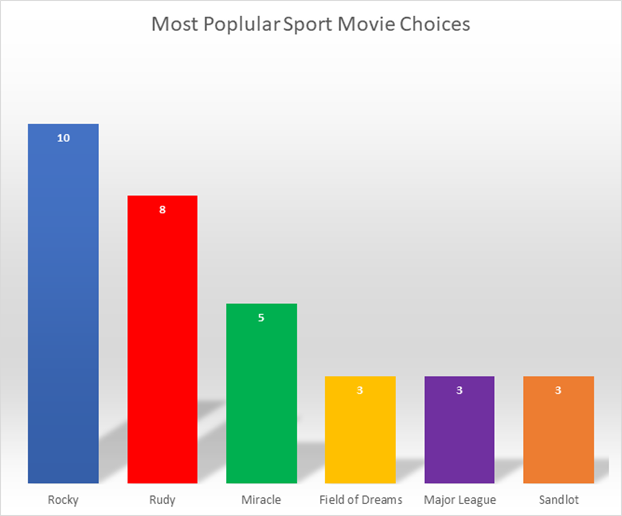 Most Poplular Sport Movie Choices
10
8
5
3
3
3
Rocky
Rudy
Miracle
Field of Dreams
Major League
Sandlot